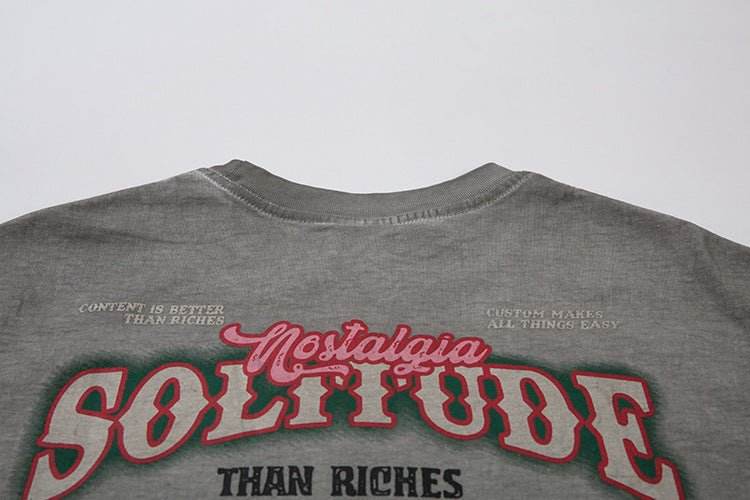 CONTENT IS BETTER
THAN RICHES
CUSTOM MAKES
ALL THINGS EASY
Nostalgia
SOLITUDE
THAN RICHES